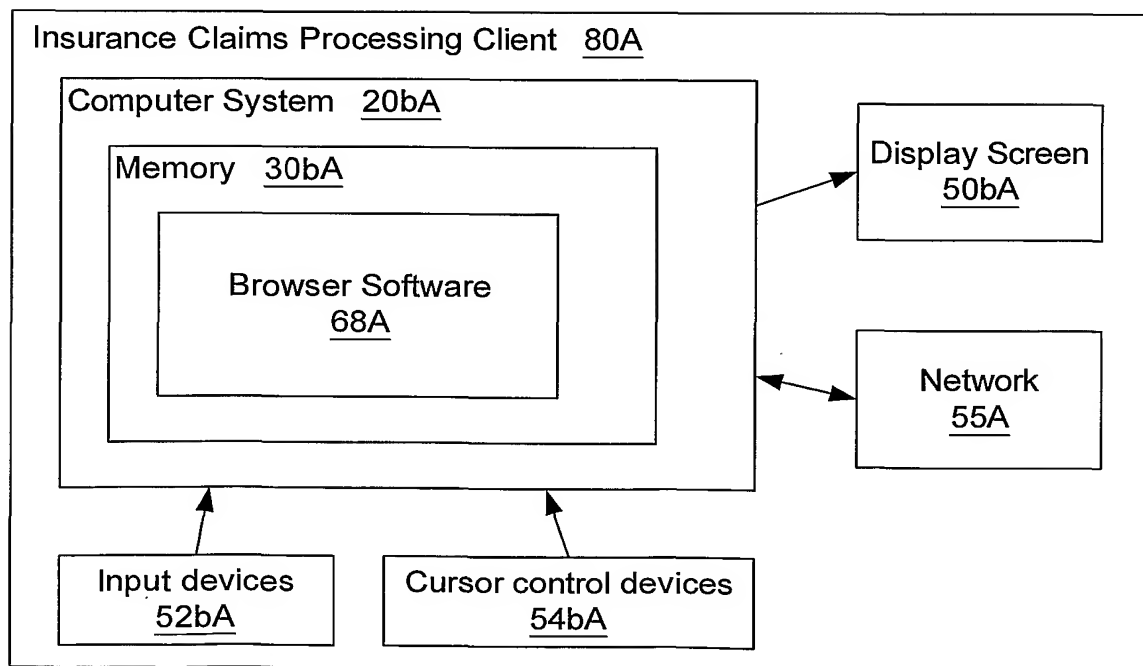 Insurance Claims Processing Client 80A
Computer System 20bA
Memory 30bA
Browser Software
68A
Display Screen
50bA
Network
55A
Input devices
52bA
Cursor control devices
54bA